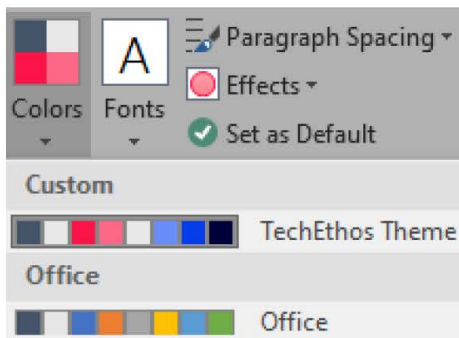 A
Paragraph Spacing
Effects
Set as Default
Colors
Fonts
Custom
TechEthos Theme
Office
Office